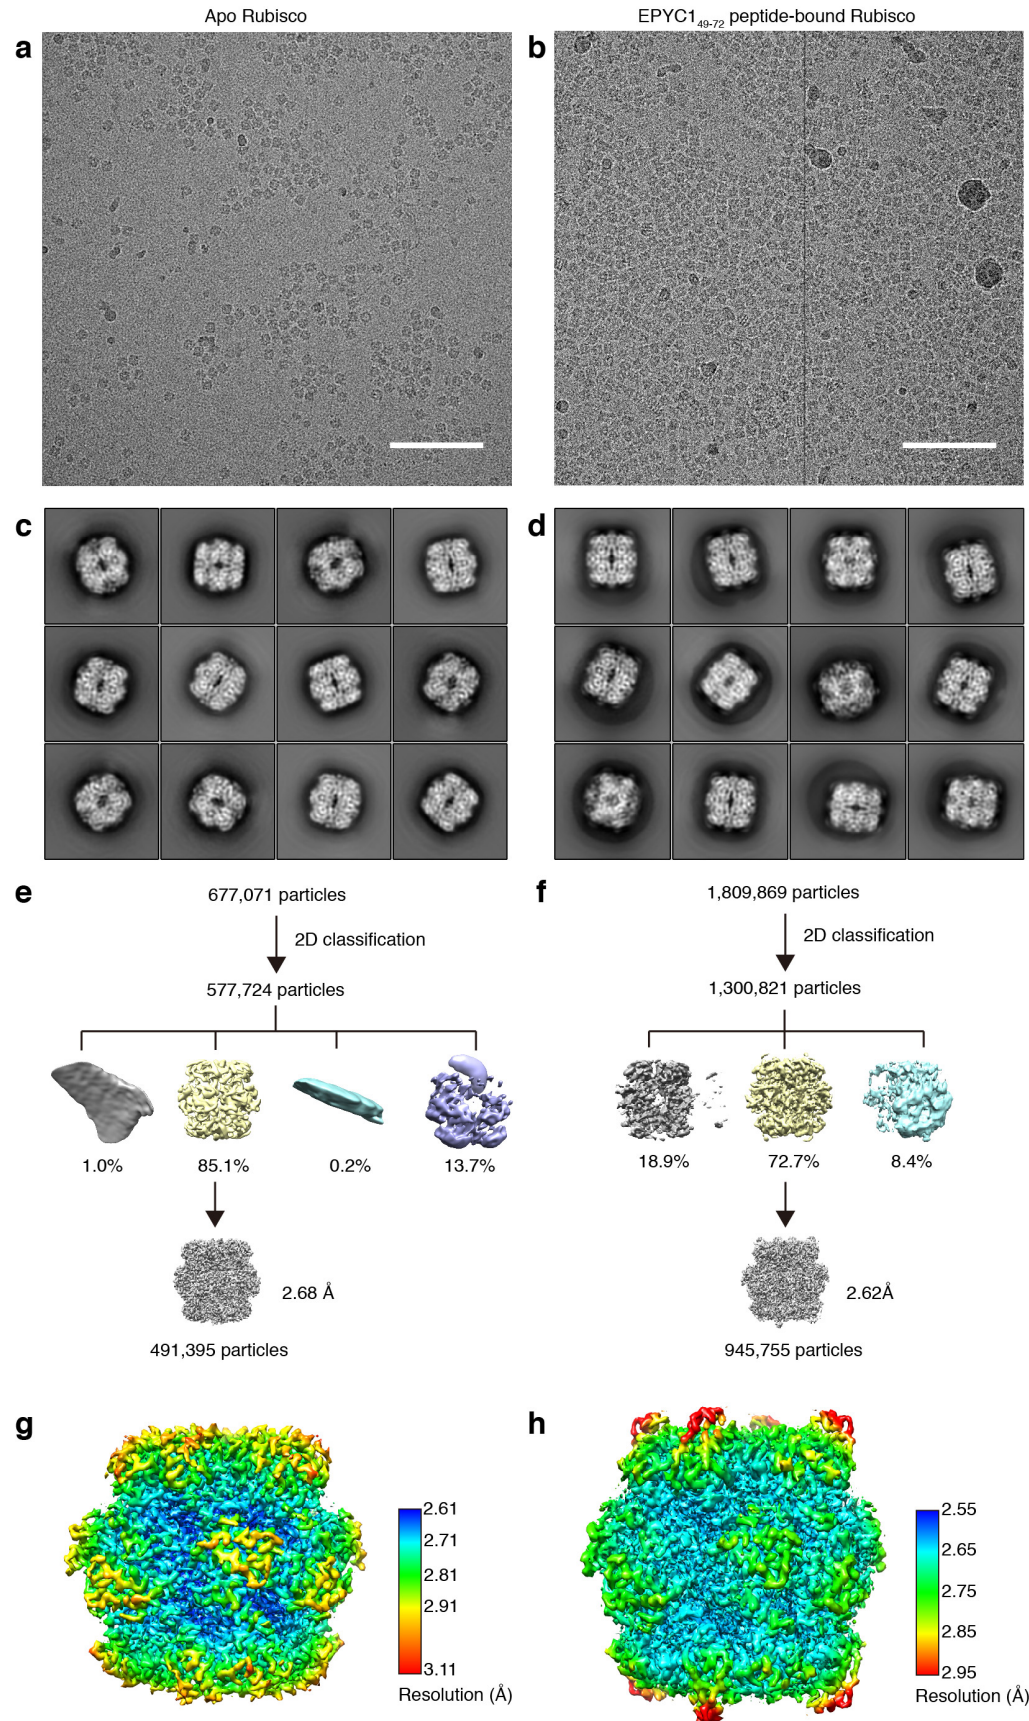 Apo Rubisco
EPYC149-72 peptide-bound Rubisco
a
b
c
d
e
677,071 particles
2D classification
577,724 particles
1.0%
85.1%
0.2%
13.7%
2.68 Å
491,395 particles
f
1,809,869 particles
2D classification
1,300,821 particles
18.9%
72.7%
8.4%
2.62Å
945,755 particles
g
2.61
2.71
2.81
2.91
3.11
Resolution (Å)
h
2.55
2.65
2.75
2.85
2.95
Resolution (Å)